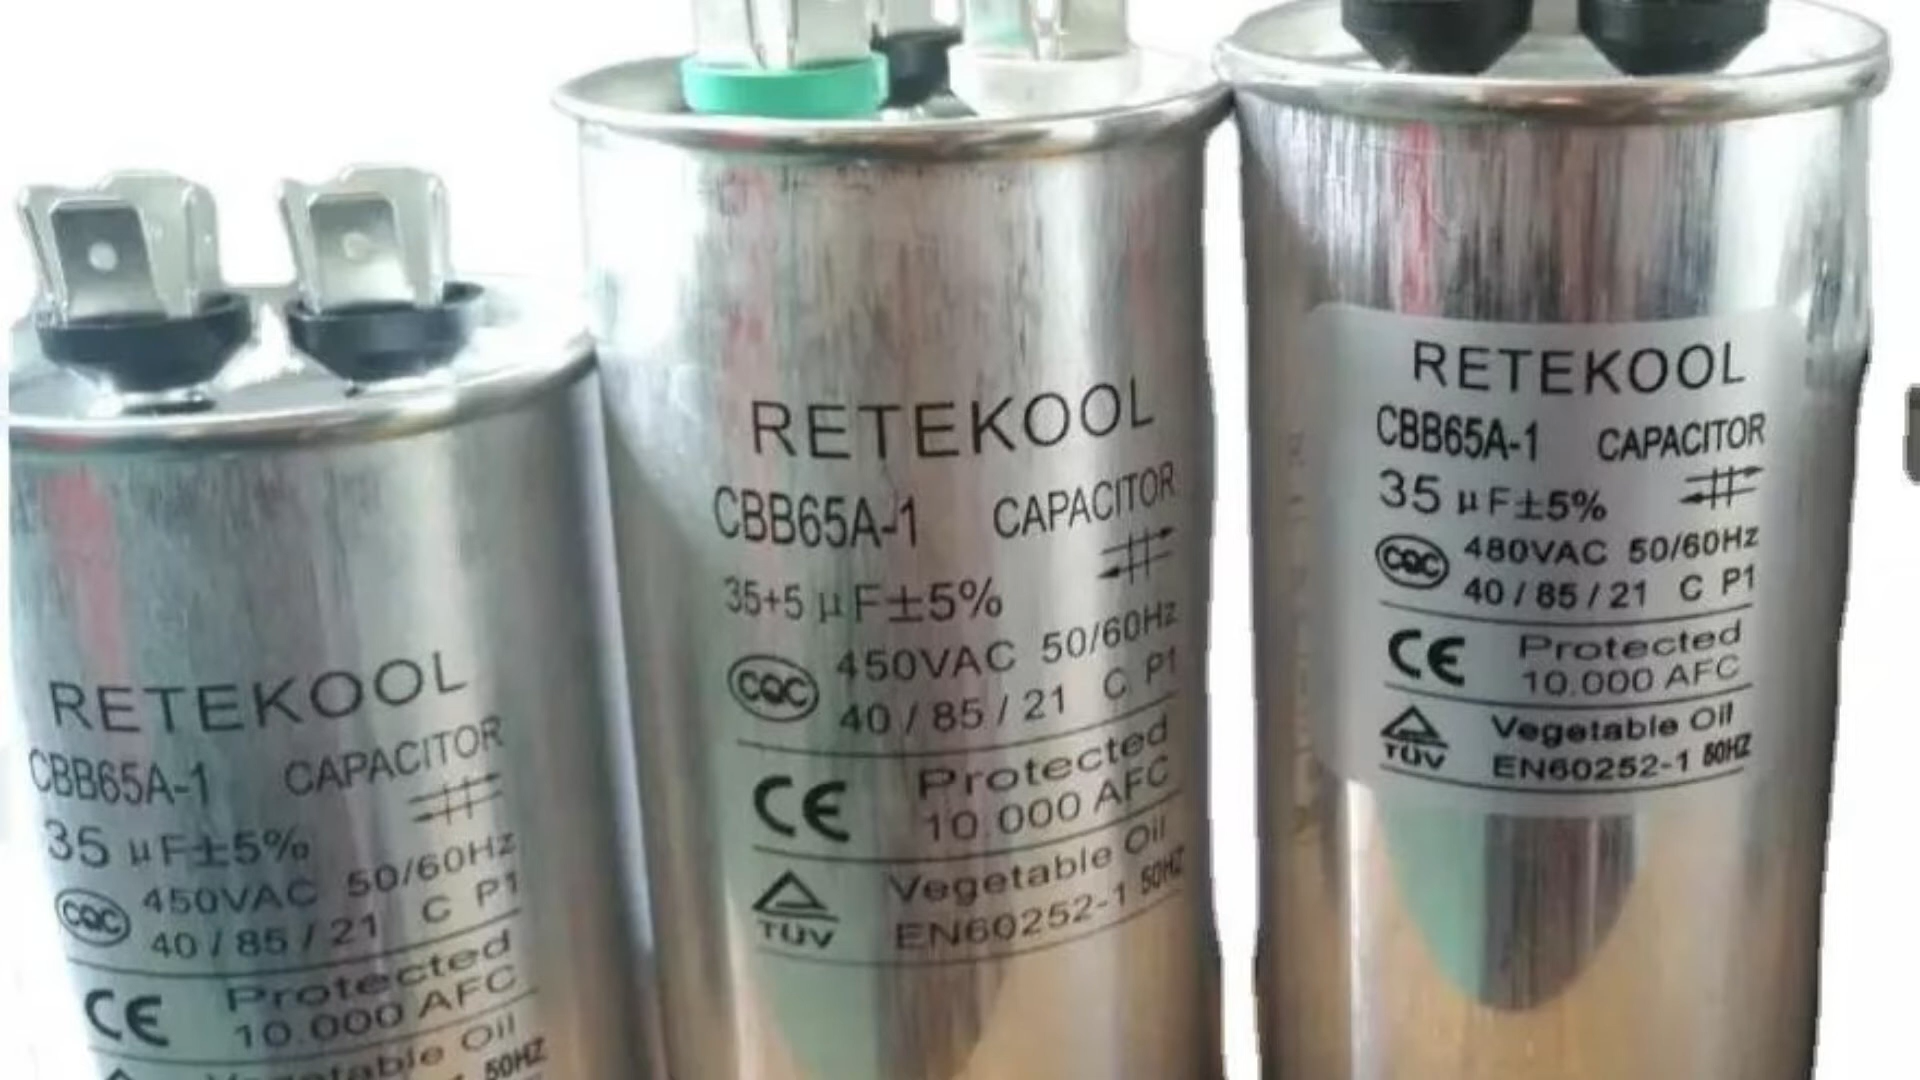 RETEKOOL
CBB65A-1 CAPACITOR
35 μF±5%
CQC 450VAC 50/60Hz
40 / 85 / 21 C P1
CE Protected
10.000 AFC
Vegetable Oil
50HZ
RETEKOOL
CBB65A-1 CAPACITOR
35+5 μF±5%
CQC 450VAC 50/60Hz
40 / 85 / 21 C P1
CE Protected
10.000 AFC
TÜV Vegetable Oil
EN60252-1 50HZ
RETEKOOL
CBB65A-1 CAPACITOR
35 μF±5%
CQC 480VAC 50/60Hz
40 / 85 / 21 C P1
CE Protected
10.000 AFC
TÜV Vegetable Oil
EN60252-1 50HZ